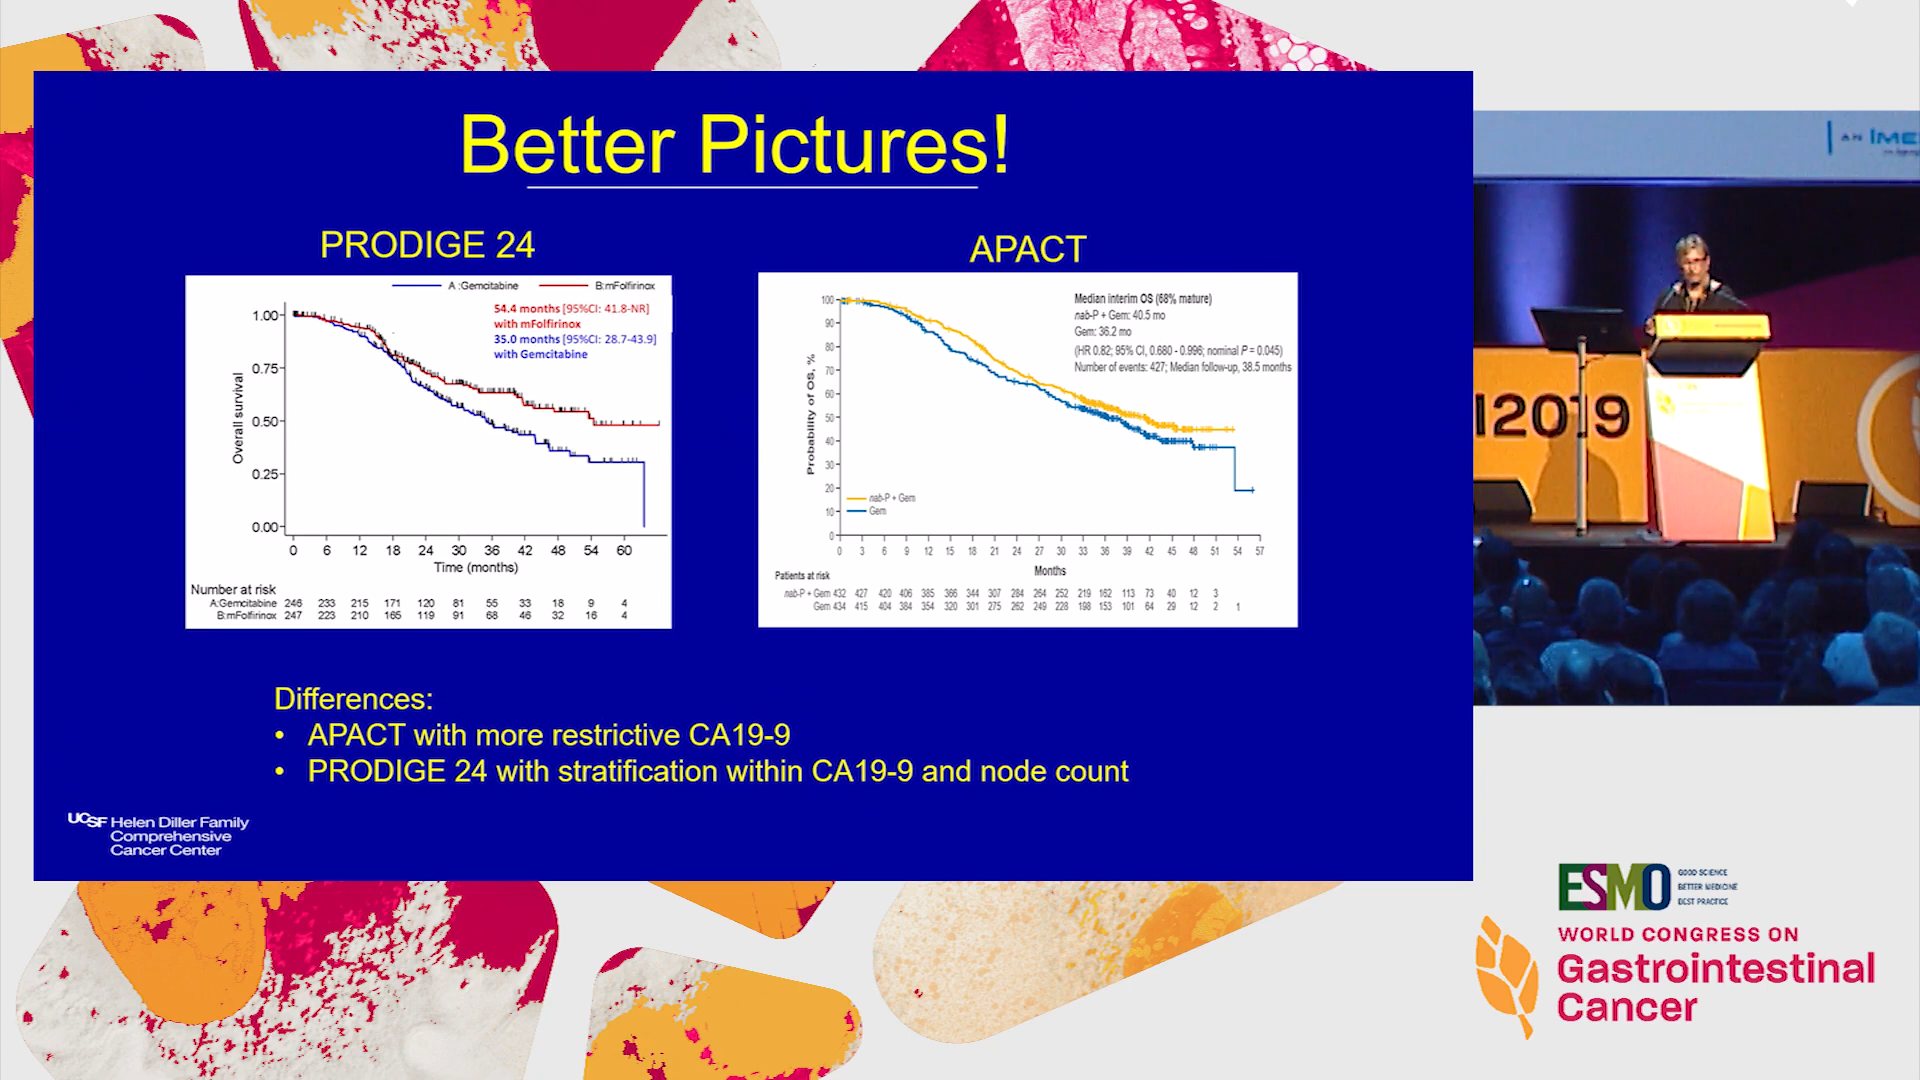 Better Pictures!
PRODIGE 24
A :Gemcitabine
B:mFolfirinox
54.4 months [95%CI: 41.8-NR]
with mFolfirinox
35.0 months [95%CI: 28.7-43.9]
with Gemcitabine
Overall survival
1.00
0.75
0.50
0.25
0.00
0 6 12 18 24 30 36 42 48 54 60
Time (months)
Number at risk
A:Gemcitabine 246 233 215 171 120 81 55 33 18 9 4
B:mFolfirinox 247 223 210 165 119 91 68 46 32 16 4
APACT
Median interim OS (68% mature)
nab-P + Gem: 40.5 mo
Gem: 36.2 mo
(HR 0.82; 95% CI, 0.680 - 0.996; nominal P = 0.045)
Number of events: 427; Median follow-up, 38.5 months
Probability of OS, %
100
90
80
70
60
50
40
30
20
10
0
nab-P + Gem
Gem
0 3 6 9 12 15 18 21 24 27 30 33 36 39 42 45 48 51 54 57
Months
Patients at risk
nab-P + Gem 432 427 420 406 385 366 344 307 284 264 252 219 162 113 73 40 12 3
Gem 434 415 404 384 354 320 301 275 262 249 228 198 153 101 64 29 12 2 1
Differences:
• APACT with more restrictive CA19-9
• PRODIGE 24 with stratification within CA19-9 and node count
UCSF Helen Diller Family
Comprehensive
Cancer Center
AN IME
2019
ESMO
GOOD SCIENCE
BETTER MEDICINE
BEST PRACTICE
WORLD CONGRESS ON
Gastrointestinal
Cancer